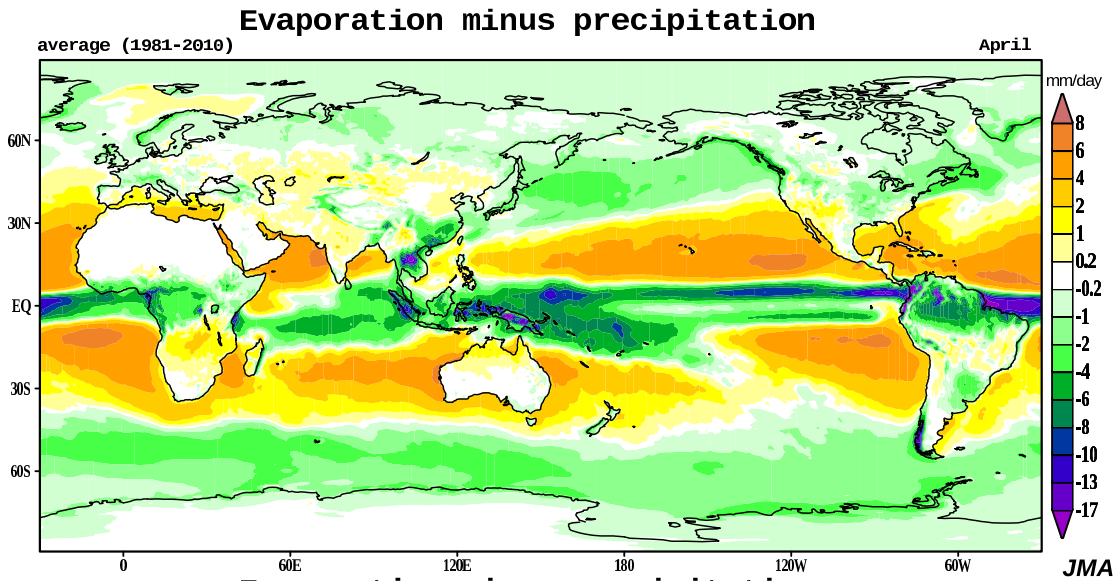 Evaporation minus precipitation
average (1981-2010) April
mm/day
8
6
4
2
1
0.2
-0.2
-1
-2
-4
-6
-8
-10
-13
-17
60N
30N
EQ
30S
60S
0 60E 120E 180 120W 60W
JMA